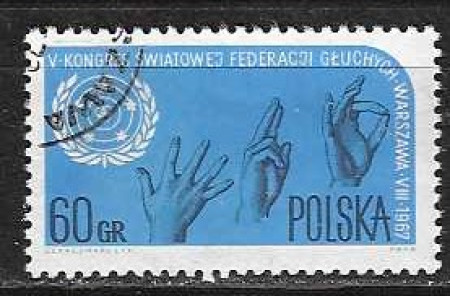 V-KONGRES ŚWIATOWEJ FEDERACJI GŁUCHYCH-WARSZAWA-VIII-1967
60 GR
POLSKA